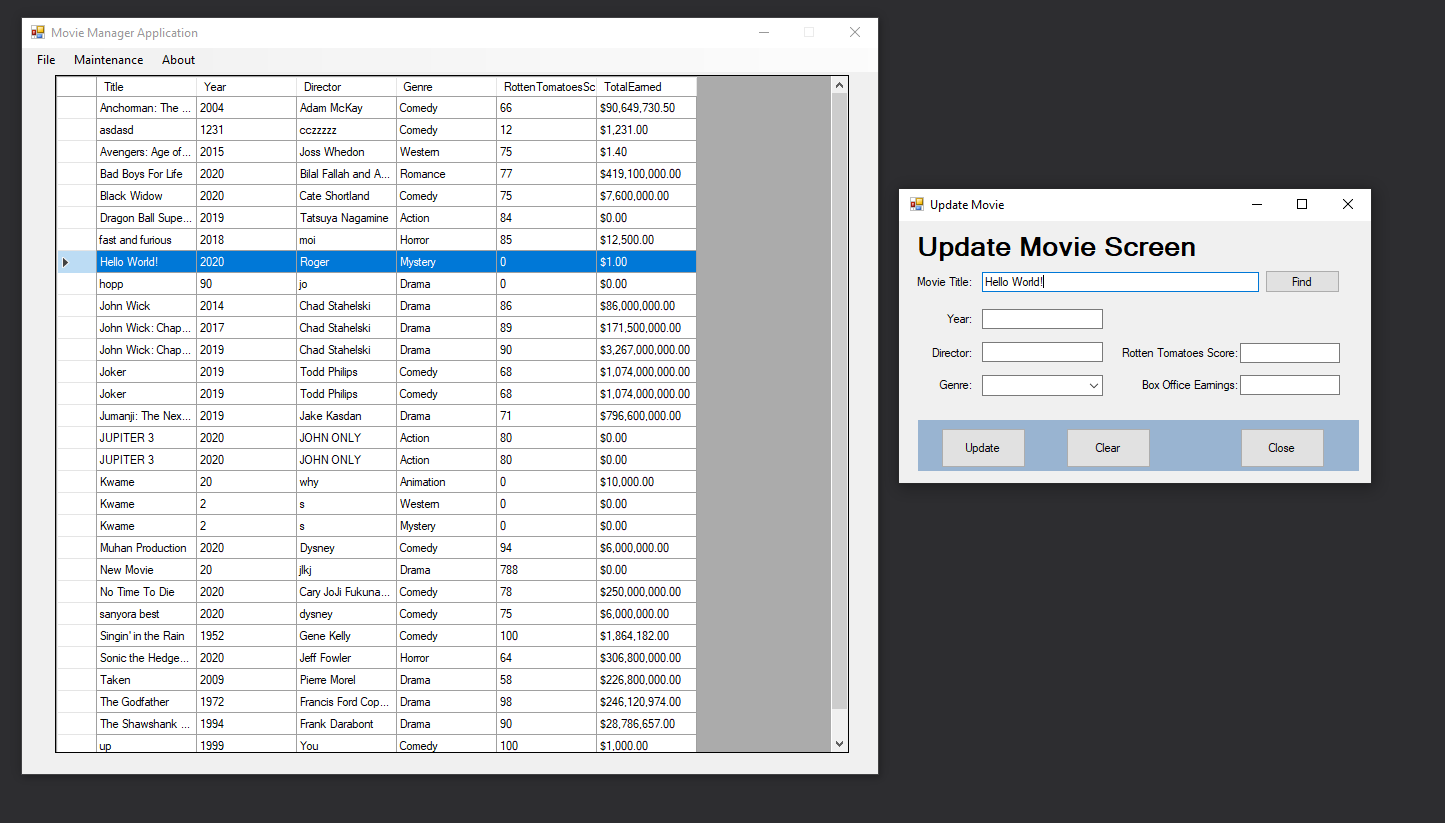 Movie Manager Application
File Maintenance About
Title Year Director Genre RottenTomatoesSc TotalEarned
Anchorman: The ... 2004 Adam McKay Comedy 66 $90,649,730.50
asdasd 1231 cczzzzz Comedy 12 $1,231.00
Avengers: Age of... 2015 Joss Whedon Western 75 $1.40
Bad Boys For Life 2020 Bilal Fallah and A... Romance 77 $419,100,000.00
Black Widow 2020 Cate Shortland Comedy 75 $7,600,000.00
Dragon Ball Supe... 2019 Tatsuya Nagamine Action 84 $0.00
fast and furious 2018 moi Horror 85 $12,500.00
Hello World! 2020 Roger Mystery 0 $1.00
hopp 90 jo Drama 0 $0.00
John Wick 2014 Chad Stahelski Drama 86 $86,000,000.00
John Wick: Chap... 2017 Chad Stahelski Drama 89 $171,500,000.00
John Wick: Chap... 2019 Chad Stahelski Drama 90 $3,267,000,000.00
Joker 2019 Todd Philips Comedy 68 $1,074,000,000.00
Joker 2019 Todd Philips Comedy 68 $1,074,000,000.00
Jumanji: The Nex... 2019 Jake Kasdan Drama 71 $796,600,000.00
JUPITER 3 2020 JOHN ONLY Action 80 $0.00
JUPITER 3 2020 JOHN ONLY Action 80 $0.00
Kwame 20 why Animation 0 $10,000.00
Kwame 2 s Western 0 $0.00
Kwame 2 s Mystery 0 $0.00
Muhan Production 2020 Dysney Comedy 94 $6,000,000.00
New Movie 20 jlkj Drama 788 $0.00
No Time To Die 2020 Cary JoJi Fukuna... Comedy 78 $250,000,000.00
sanyora best 2020 dysney Comedy 75 $6,000,000.00
Singin' in the Rain 1952 Gene Kelly Comedy 100 $1,864,182.00
Sonic the Hedge... 2020 Jeff Fowler Horror 64 $306,800,000.00
Taken 2009 Pierre Morel Drama 58 $226,800,000.00
The Godfather 1972 Francis Ford Cop... Drama 98 $246,120,974.00
The Shawshank ... 1994 Frank Darabont Drama 90 $28,786,657.00
up 1999 You Comedy 100 $1,000.00
Update Movie
Update Movie Screen
Movie Title: Hello World! Find
Year:
Director: Rotten Tomatoes Score:
Genre: Box Office Earnings:
Update Clear Close